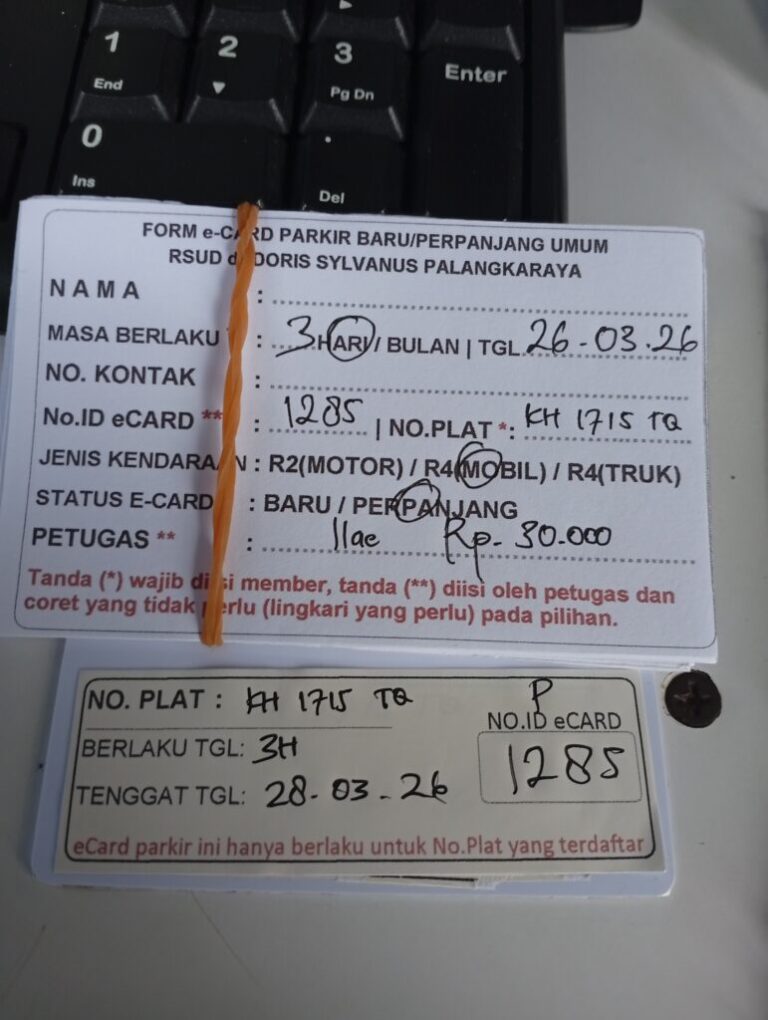 1 2 3
End Pg Dn Enter
0 .
Ins Del
FORM e-CARD PARKIR BARU/PERPANJANG UMUM
RSUD DORIS SYLVANUS PALANGKARAYA
NAMA :
MASA BERLAKU : 3 HARI / BULAN | TGL. 26-03.26
NO. KONTAK :
No.ID eCARD ** : 1285 | NO.PLAT *: KH 1715 TQ
JENIS KENDARAAN : R2(MOTOR) / R4(MOBIL) / R4(TRUK)
STATUS E-CARD : BARU / PERPANJANG
PETUGAS ** : Rp. 30.000
Tanda (*) wajib diisi member, tanda (**) diisi oleh petugas dan
coret yang tidak perlu (lingkari yang perlu) pada pilihan.
NO. PLAT : KH 1715 TQ P
NO.ID eCARD
BERLAKU TGL: 3H 1285
TENGGAT TGL: 28-03-26
eCard parkir ini hanya berlaku untuk No.Plat yang terdaftar